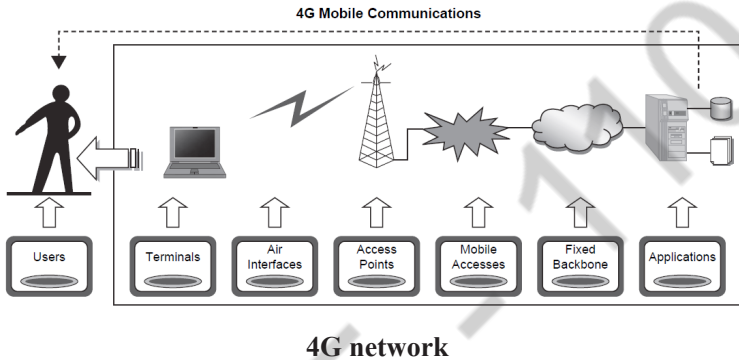 4G Mobile Communications
Users
Terminals
Air
Interfaces
Access
Points
Mobile
Accesses
Fixed
Backbone
Applications
4G network